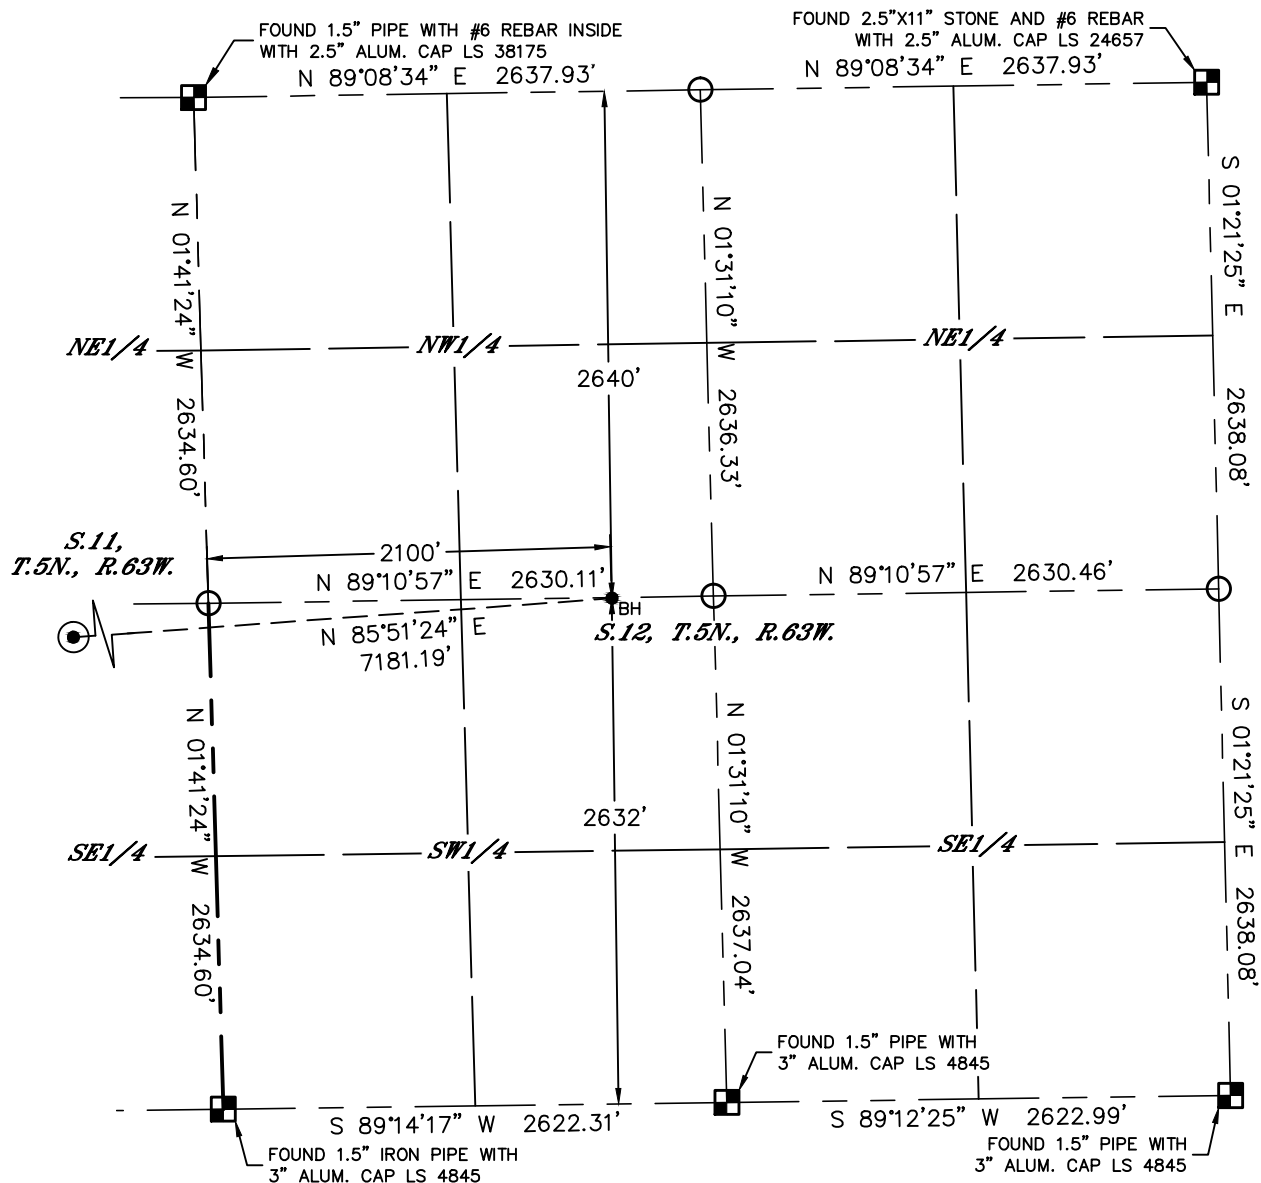 FOUND 1.5" PIPE WITH #6 REBAR INSIDE
WITH 2.5" ALUM. CAP LS 38175
N 89°08'34" E 2637.93'
FOUND 2.5"X11" STONE AND #6 REBAR
WITH 2.5" ALUM. CAP LS 24657
N 89°08'34" E 2637.93'
N 01°41'24" W 2634.60'
N 01°31'10" W 2636.33'
S 01°21'25" E 2638.08'
NE1/4
NW1/4
NE1/4
2640'
S.11,
T.5N., R.63W.
2100'
N 89°10'57" E 2630.11'
N 89°10'57" E 2630.46'
BH
S.12, T.5N., R.63W.
N 85°51'24" E
7181.19'
N 01°41'24" W 2634.60'
N 01°31'10" W 2637.04'
S 01°21'25" E 2638.08'
2632'
SE1/4
SW1/4
SE1/4
FOUND 1.5" PIPE WITH
3" ALUM. CAP LS 4845
S 89°14'17" W 2622.31'
S 89°12'25" W 2622.99'
FOUND 1.5" IRON PIPE WITH
3" ALUM. CAP LS 4845
FOUND 1.5" PIPE WITH
3" ALUM. CAP LS 4845